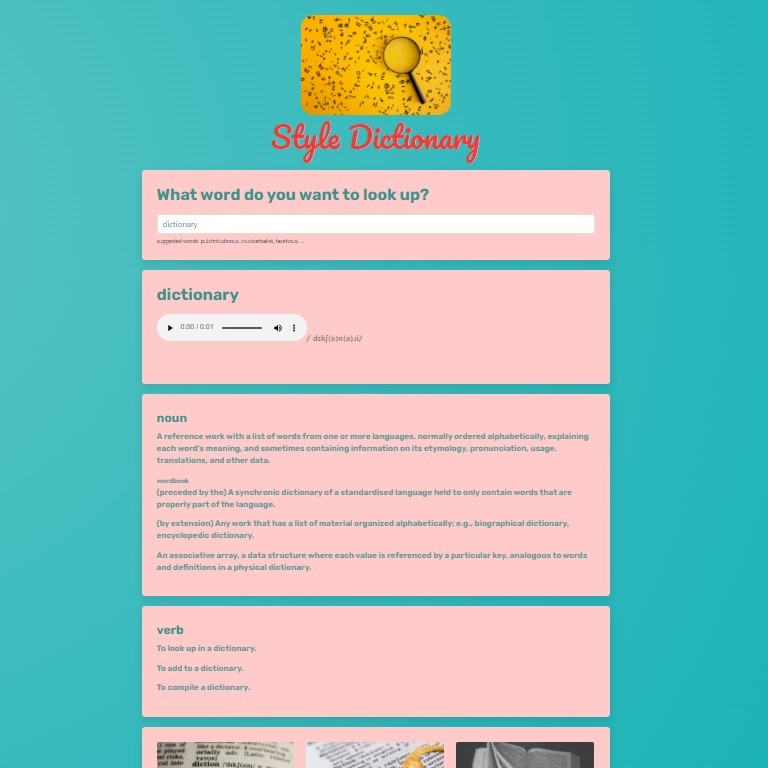 Style Dictionary
What word do you want to look up?
dictionary
suggested words: pulchritudinous, cruciverbalist, facetious, ...
dictionary
0:00 / 0:01
/ˈdɪkʃ(ə)n(ə)ɹi/
noun
A reference work with a list of words from one or more languages, normally ordered alphabetically, explaining
each word's meaning, and sometimes containing information on its etymology, pronunciation, usage,
translations, and other data.
wordbook
(preceded by the) A synchronic dictionary of a standardised language held to only contain words that are
properly part of the language.
(by extension) Any work that has a list of material organized alphabetically; e.g., biographical dictionary,
encyclopedic dictionary.
An associative array, a data structure where each value is referenced by a particular key, analogous to words
and definitions in a physical dictionary.
verb
To look up in a dictionary.
To add to a dictionary.
To compile a dictionary.
like a dictator
diction